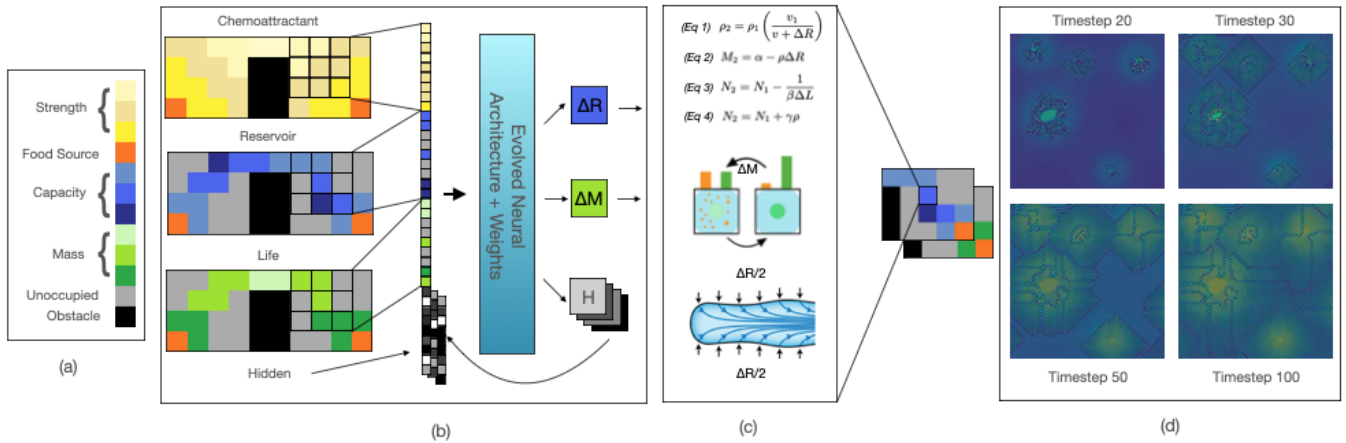 Strength
Food Source
Capacity
Mass
Unoccupied
Obstacle
(a)
Chemoattractant
Reservoir
Life
Hidden
Evolved Neural
Architecture + Weights
ΔR
ΔM
H
(b)
(Eq 1) ρ₂ = ρ₁ ( v₁ / (v + ΔR) )
(Eq 2) M₂ = α − ρΔR
(Eq 3) N₂ = N₁ − 1 / (βΔL)
(Eq 4) N₂ = N₁ + γρ
ΔM
ΔR/2
ΔR/2
(c)
Timestep 20
Timestep 30
Timestep 50
Timestep 100
(d)